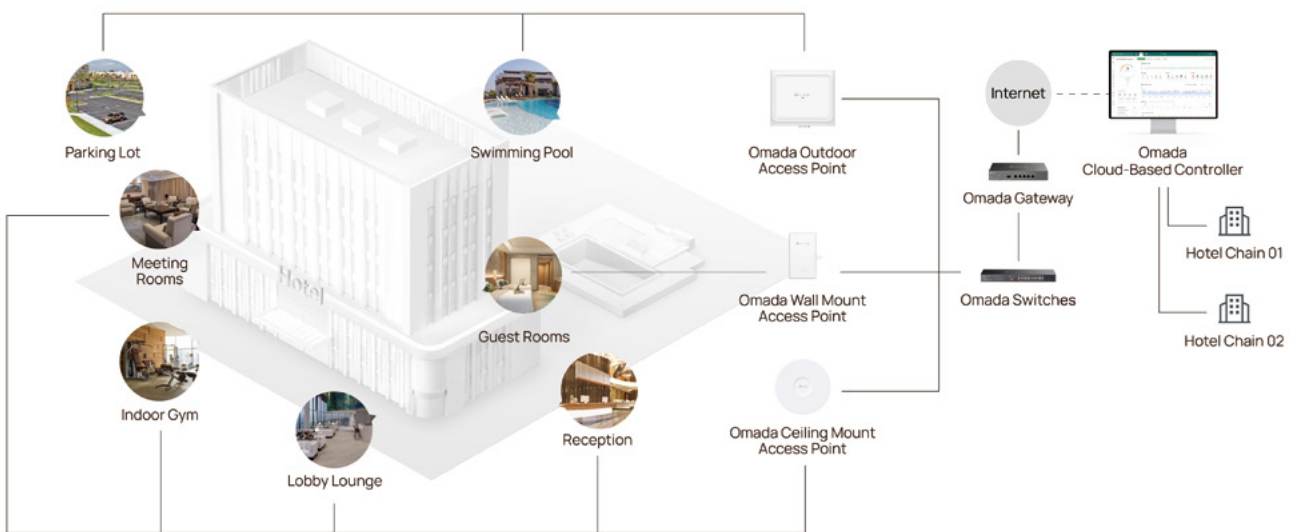 Parking Lot
Swimming Pool
Omada Outdoor
Access Point
Internet
Omada
Cloud-Based Controller
Omada Gateway
Meeting
Rooms
Hotel
Guest Rooms
Omada Wall Mount
Access Point
Omada Switches
Hotel Chain 01
Hotel Chain 02
Indoor Gym
Lobby Lounge
Reception
Omada Ceiling Mount
Access Point